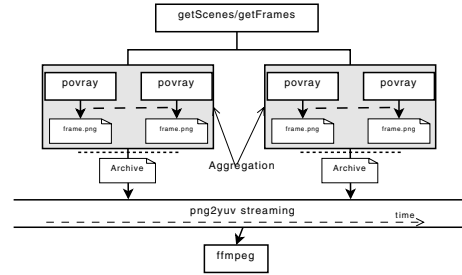 getScenes/getFrames
povray povray povray povray
frame.png frame.png frame.png frame.png
Archive Aggregation Archive
png2yuv streaming
time
ffmpeg